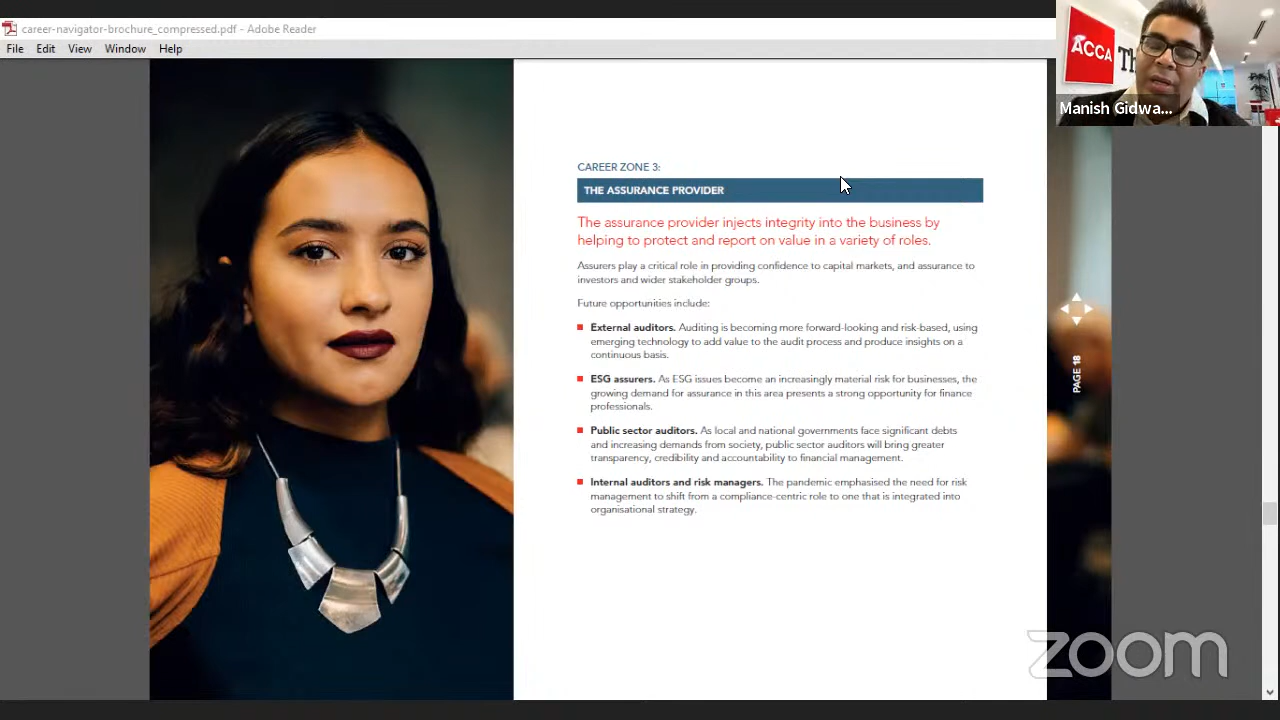 career-navigator-brochure_compressed.pdf - Adobe Reader
File Edit View Window Help
ACCA
Th
Manish Gidwa...
CAREER ZONE 3:
THE ASSURANCE PROVIDER
The assurance provider injects integrity into the business by
helping to protect and report on value in a variety of roles.
Assurers play a critical role in providing confidence to capital markets, and assurance to
investors and wider stakeholder groups.
Future opportunities include:
External auditors. Auditing is becoming more forward-looking and risk-based, using
emerging technology to add value to the audit process and produce insights on a
continuous basis.
ESG assurers. As ESG issues become an increasingly material risk for businesses, the
growing demand for assurance in this area presents a strong opportunity for finance
professionals.
Public sector auditors. As local and national governments face significant debts
and increasing demands from society, public sector auditors will bring greater
transparency, credibility and accountability to financial management.
Internal auditors and risk managers. The pandemic emphasised the need for risk
management to shift from a compliance-centric role to one that is integrated into
organisational strategy.
PAGE 18
zoom